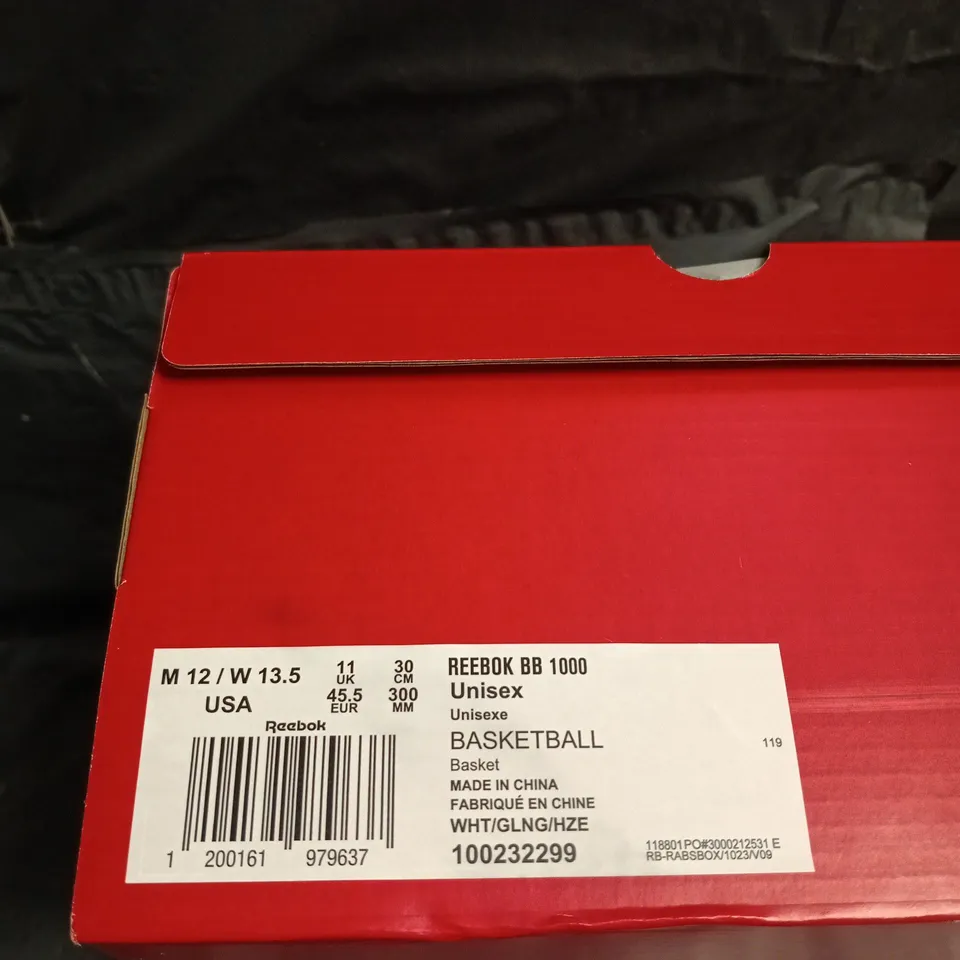 M 12 / W 13.5
USA
11
UK
45.5
EUR
30
CM
300
MM
Reebok
1 200161 979637
REEBOK BB 1000
Unisex
Unisexe
BASKETBALL
Basket
MADE IN CHINA
FABRIQUÉ EN CHINE
WHT/GLNG/HZE
100232299
119
118801PO#3000212531 E
RB-RABSBOX/1023/V09